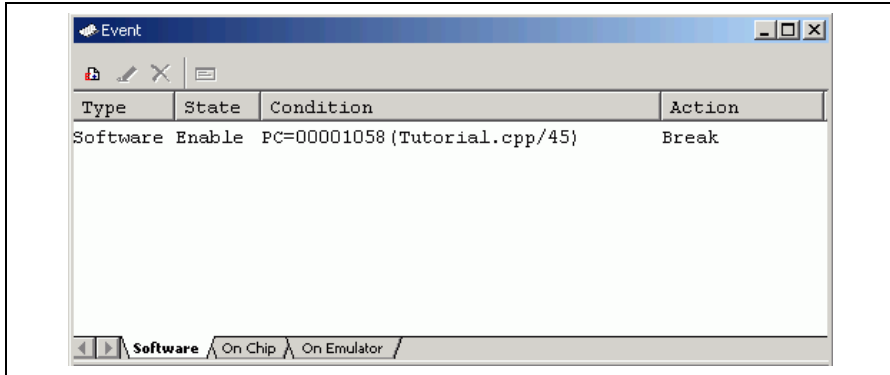 Event
Type State Condition Action
Software Enable PC=00001058(Tutorial.cpp/45) Break
Software On Chip On Emulator